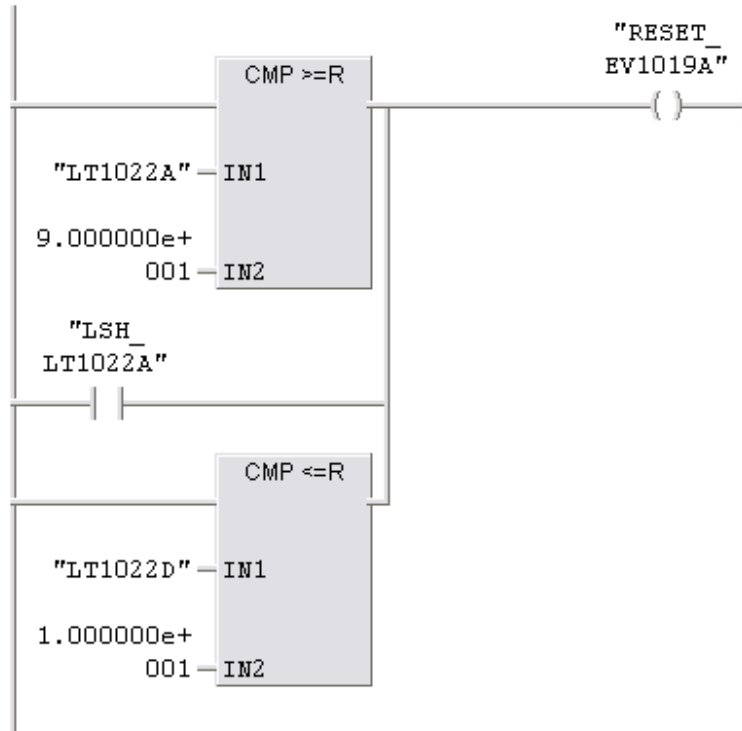 "RESET_
EV1019A"
CMP >=R
"LT1022A"
IN1
9.000000e+
001
IN2
"LSH_
LT1022A"
CMP <=R
"LT1022D"
IN1
1.000000e+
001
IN2